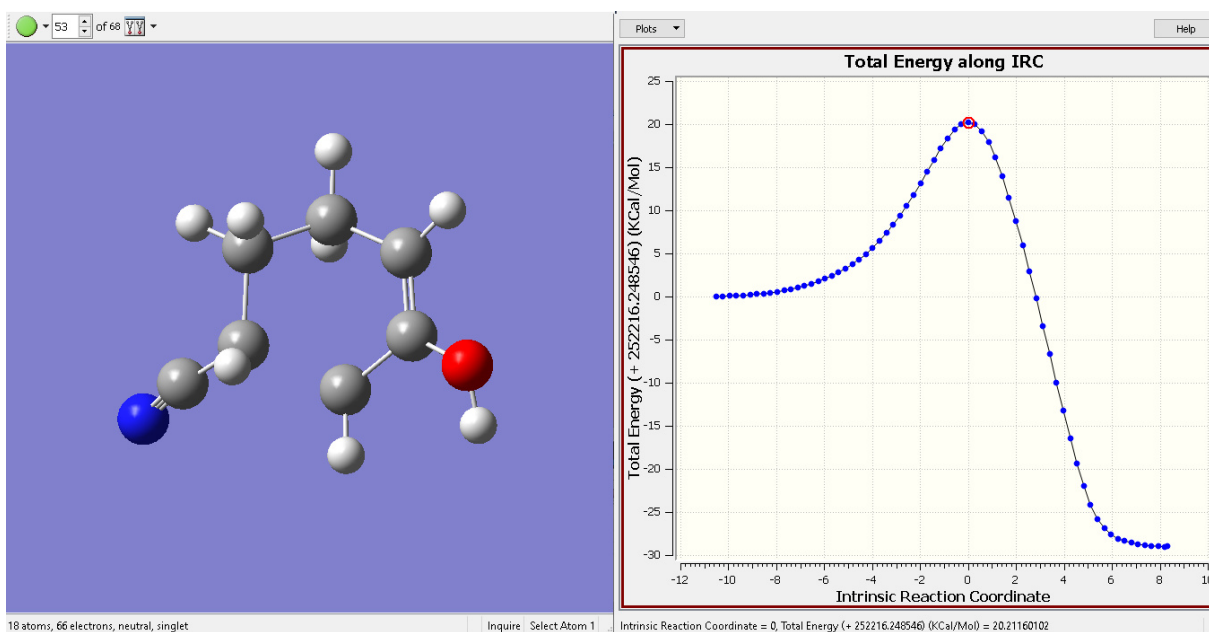 53 of 68
Plots Help
Total Energy along IRC
Total Energy (+ 252216.248546) (KCal/Mol)
25
20
15
10
5
0
-5
-10
-15
-20
-25
-30
-12 -10 -8 -6 -4 -2 0 2 4 6 8 10
Intrinsic Reaction Coordinate
18 atoms, 66 electrons, neutral, singlet Inquire Select Atom 1
Intrinsic Reaction Coordinate = 0, Total Energy (+ 252216.248546) (KCal/Mol) = 20.21160102